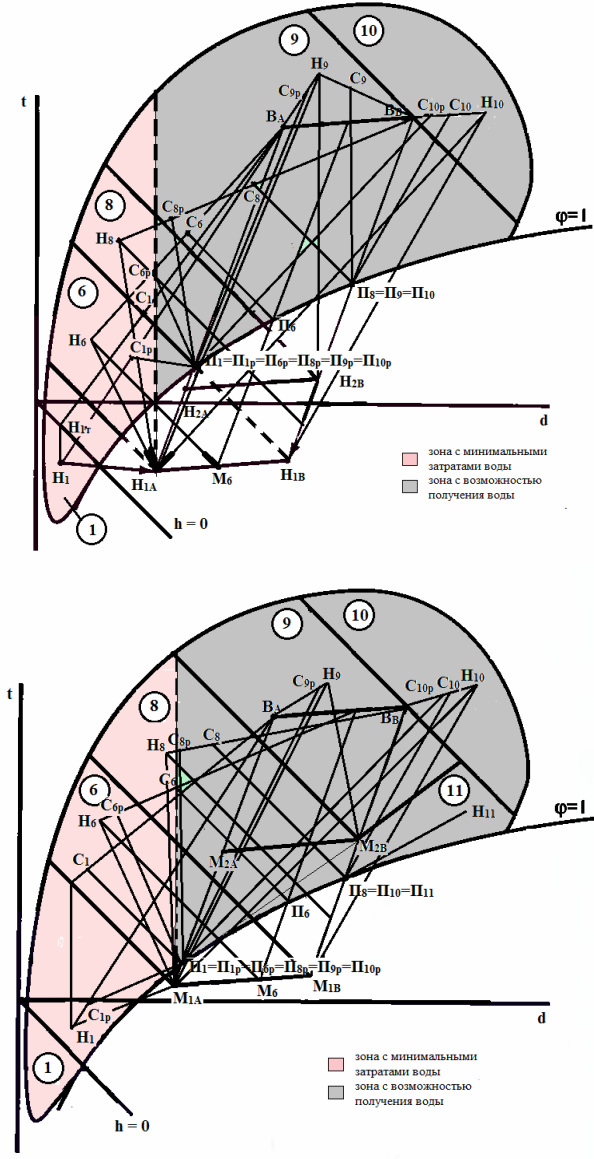 9
10
H9
C9
C9p
t
BA
BB
C10p C10 H10
8
C8p
C6
C8
H8
C6p
φ=1
6
C1
П8=П9=П10
H6
П6
C1p
П1=П1p=П6p=П8p=П9p=П10p
H2B
H2A
d
H1рт
H1
H1A
M6
H1B
зона с минимальными
затратами воды
зона с возможностью
получения воды
1
h = 0
9
10
H9
C9p
t
C10p C10 H10
BA
BB
8
C8p C8
H8
C6
6
C6p
11
H6
H11
φ=1
C1
M2A
M2B
П8=П10=П11
П6
П1=П1p=П6p=П8p=П9p=П10p
M1A
M6
M1B
C1p
d
H1
зона с минимальными
затратами воды
1
зона с возможностью
получения воды
h = 0